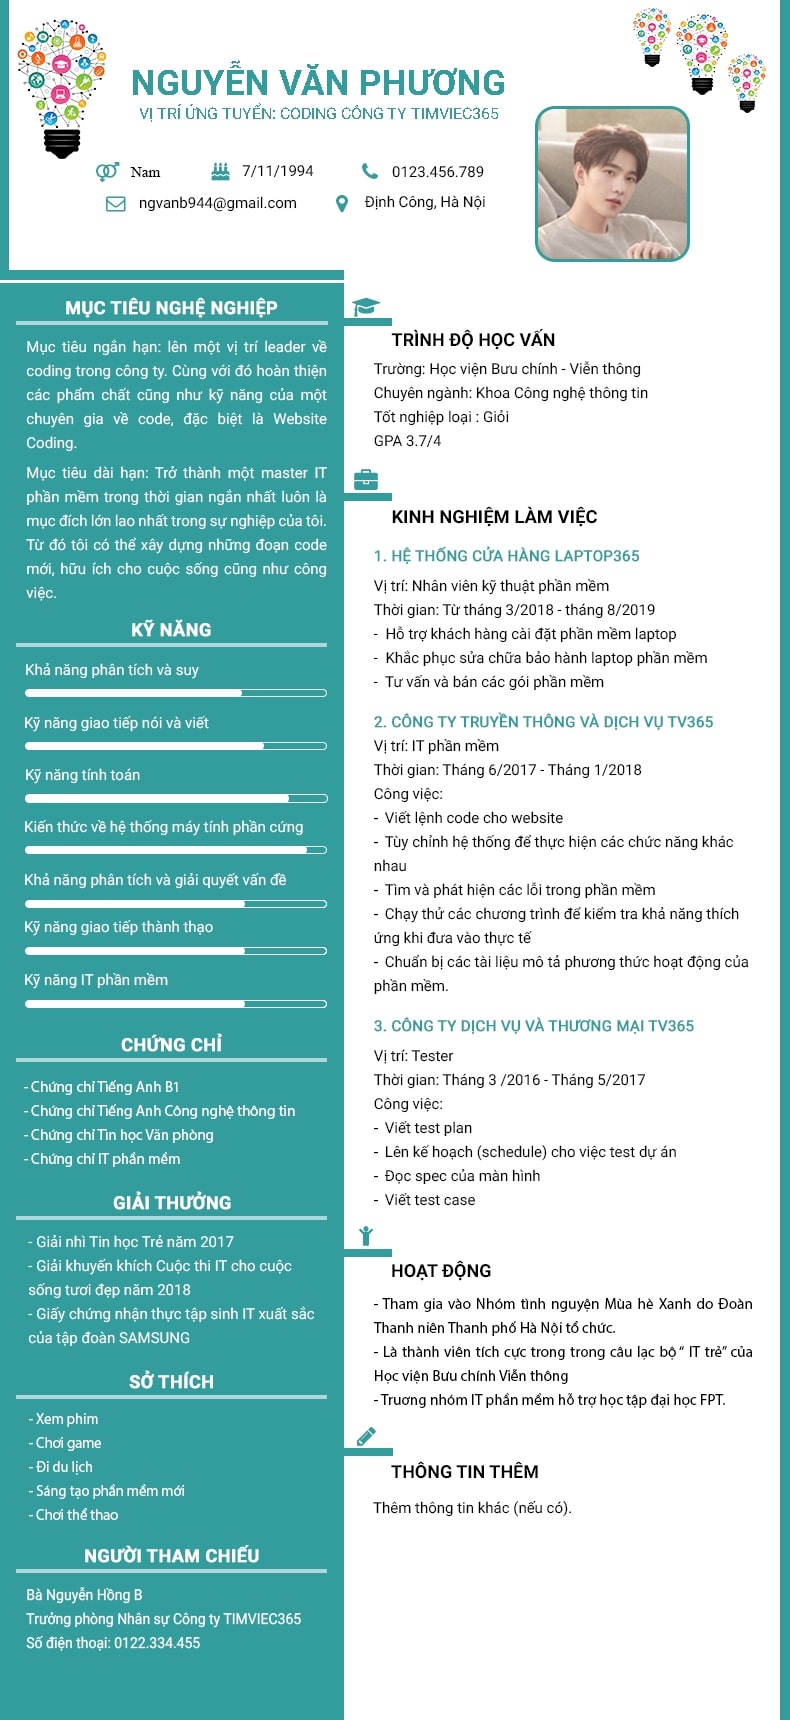 NGUYỄN VĂN PHƯƠNG
VỊ TRÍ ỨNG TUYỂN: CODING CÔNG TY TIMVIEC365
Nam
7/11/1994
0123.456.789
ngvanb944@gmail.com
Định Công, Hà Nội
MỤC TIÊU NGHỆ NGHIỆP
Mục tiêu ngắn hạn: lên một vị trí leader về
coding trong công ty. Cùng với đó hoàn thiện
các phẩm chất cũng như kỹ năng của một
chuyên gia về code, đặc biệt là Website
Coding.
Mục tiêu dài hạn: Trở thành một master IT
phần mềm trong thời gian ngắn nhất luôn là
mục đích lớn lao nhất trong sự nghiệp của tôi.
Từ đó tôi có thể xây dựng những đoạn code
mới, hữu ích cho cuộc sống cũng như công
việc.
KỸ NĂNG
Khả năng phân tích và suy
Kỹ năng giao tiếp nói và viết
Kỹ năng tính toán
Kiến thức về hệ thống máy tính phần cứng
Khả năng phân tích và giải quyết vấn đề
Kỹ năng giao tiếp thành thạo
Kỹ năng IT phần mềm
CHỨNG CHỈ
- Chứng chỉ Tiếng Anh B1
- Chứng chỉ Tiếng Anh Công nghệ thông tin
- Chứng chỉ Tin học Văn phòng
- Chứng chỉ IT phần mềm
GIẢI THƯỞNG
- Giải nhì Tin học Trẻ năm 2017
- Giải khuyến khích Cuộc thi IT cho cuộc
sống tươi đẹp năm 2018
- Giấy chứng nhận thực tập sinh IT xuất sắc
của tập đoàn SAMSUNG
SỞ THÍCH
- Xem phim
- Chơi game
- Đi du lịch
- Sáng tạo phần mềm mới
- Chơi thể thao
NGƯỜI THAM CHIẾU
Bà Nguyễn Hồng B
Trưởng phòng Nhân sự Công ty TIMVIEC365
Số điện thoại: 0122.334.455
TRÌNH ĐỘ HỌC VẤN
Trường: Học viện Bưu chính - Viễn thông
Chuyên ngành: Khoa Công nghệ thông tin
Tốt nghiệp loại : Giỏi
GPA 3.7/4
KINH NGHIỆM LÀM VIỆC
1. HỆ THỐNG CỬA HÀNG LAPTOP365
Vị trí: Nhân viên kỹ thuật phần mềm
Thời gian: Từ tháng 3/2018 - tháng 8/2019
- Hỗ trợ khách hàng cài đặt phần mềm laptop
- Khắc phục sửa chữa bảo hành laptop phần mềm
- Tư vấn và bán các gói phần mềm
2. CÔNG TY TRUYỀN THÔNG VÀ DỊCH VỤ TV365
Vị trí: IT phần mềm
Thời gian: Tháng 6/2017 - Tháng 1/2018
Công việc:
- Viết lệnh code cho website
- Tùy chỉnh hệ thống để thực hiện các chức năng khác
nhau
- Tìm và phát hiện các lỗi trong phần mềm
- Chạy thử các chương trình để kiểm tra khả năng thích
ứng khi đưa vào thực tế
- Chuẩn bị các tài liệu mô tả phương thức hoạt động của
phần mềm.
3. CÔNG TY DỊCH VỤ VÀ THƯƠNG MẠI TV365
Vị trí: Tester
Thời gian: Tháng 3 /2016 - Tháng 5/2017
Công việc:
- Viết test plan
- Lên kế hoạch (schedule) cho việc test dự án
- Đọc spec của màn hình
- Viết test case
HOẠT ĐỘNG
- Tham gia vào Nhóm tình nguyện Mùa hè Xanh do Đoàn
Thanh niên Thanh phố Hà Nội tổ chức.
- Là thành viên tích cực trong trong câu lạc bộ “ IT trẻ” của
Học viện Bưu chính Viễn thông
- Trương nhóm IT phần mềm hỗ trợ học tập đại học FPT.
THÔNG TIN THÊM
Thêm thông tin khác (nếu có).